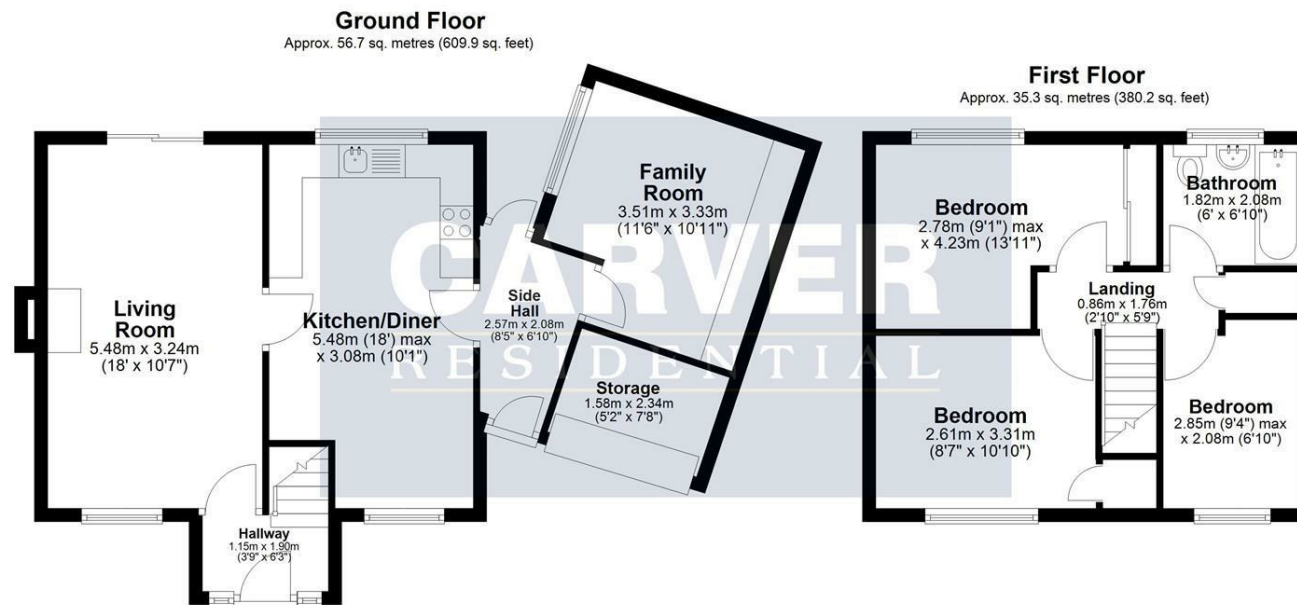 Ground Floor
Approx. 56.7 sq. metres (609.9 sq. feet)
First Floor
Approx. 35.3 sq. metres (380.2 sq. feet)
Family
Room
3.51m x 3.33m
(11'6" x 10'11")
Bedroom
2.78m (9'1") max
x 4.23m (13'11")
Bathroom
1.82m x 2.08m
(6' x 6'10")
CARVER
RESIDENTIAL
Living
Room
5.48m x 3.24m
(18' x 10'7")
Kitchen/Diner
5.48m (18') max
x 3.08m (10'1")
Side
Hall
2.57m x 2.08m
(8'5" x 6'10")
Landing
0.86m x 1.76m
(2'10" x 5'9")
Storage
1.58m x 2.34m
(5'2" x 7'8")
Bedroom
2.61m x 3.31m
(8'7" x 10'10")
Bedroom
2.85m (9'4") max
x 2.08m (6'10")
Hallway
1.15m x 1.90m
(3'9" x 6'3")